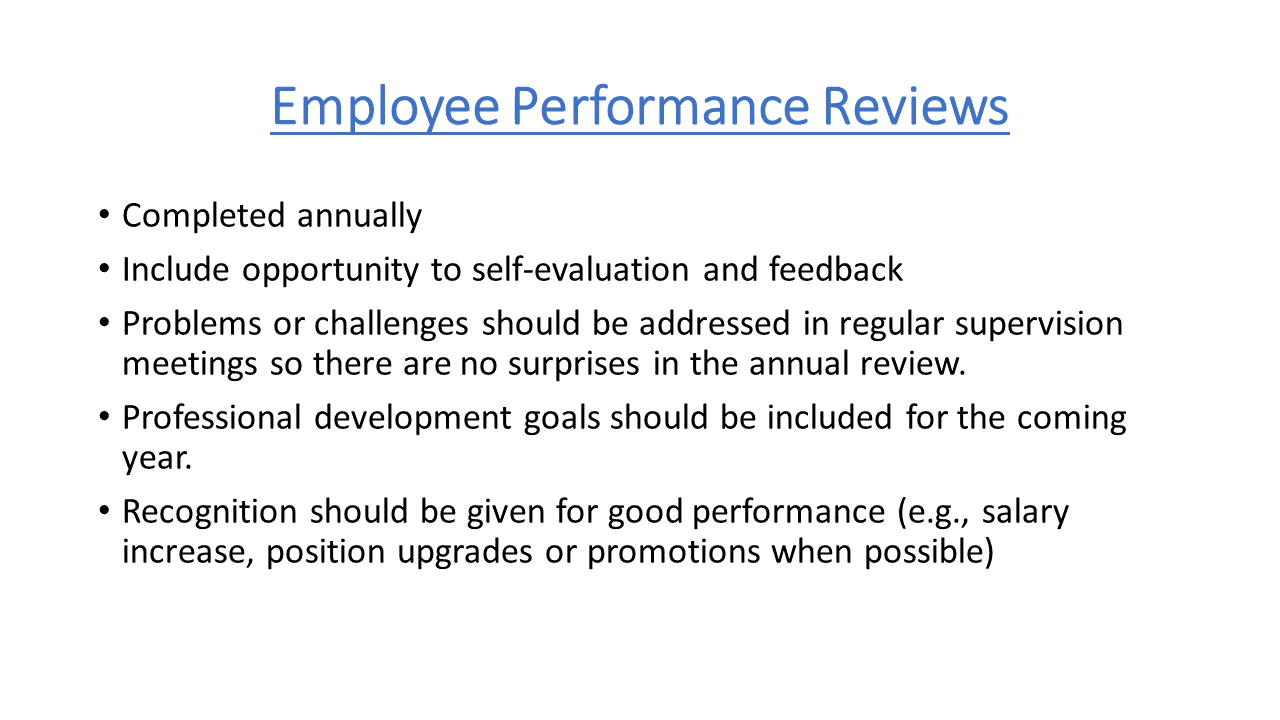 Employee Performance Reviews
• Completed annually
• Include opportunity to self-evaluation and feedback
• Problems or challenges should be addressed in regular supervision
meetings so there are no surprises in the annual review.
• Professional development goals should be included for the coming
year.
• Recognition should be given for good performance (e.g., salary
increase, position upgrades or promotions when possible)